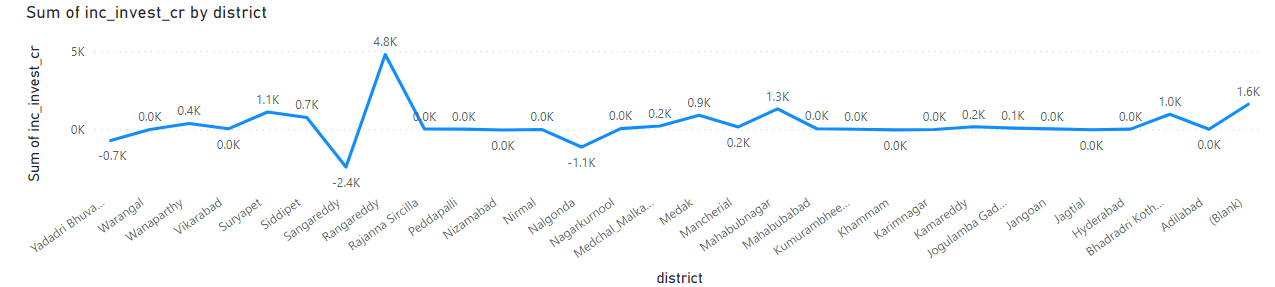 Sum of inc_invest_cr by district
Sum of inc_invest_cr
5K
0K
-0.7K
0.0K
0.4K
0.0K
1.1K
0.7K
-2.4K
4.8K
0.0K
0.0K
0.0K
0.0K
-1.1K
0.0K
0.2K
0.9K
0.2K
1.3K
0.0K
0.0K
0.0K
0.0K
0.2K
0.1K
0.0K
0.0K
0.0K
1.0K
0.0K
1.6K
Yadadri Bhuva...
Warangal
Wanaparthy
Vikarabad
Suryapet
Siddipet
Sangareddy
Rangareddy
Rajanna Sircilla
Peddapalli
Nizamabad
Nirmal
Nalgonda
Nagarkurnool
Medchal_Malka...
Medak
Mancherial
Mahabubnagar
Mahabubabad
Kumurambhee...
Khammam
Karimnagar
Kamareddy
Jogulamba Gad...
Jangoan
Jagtial
Hyderabad
Bhadradri Koth...
Adilabad
(Blank)
district